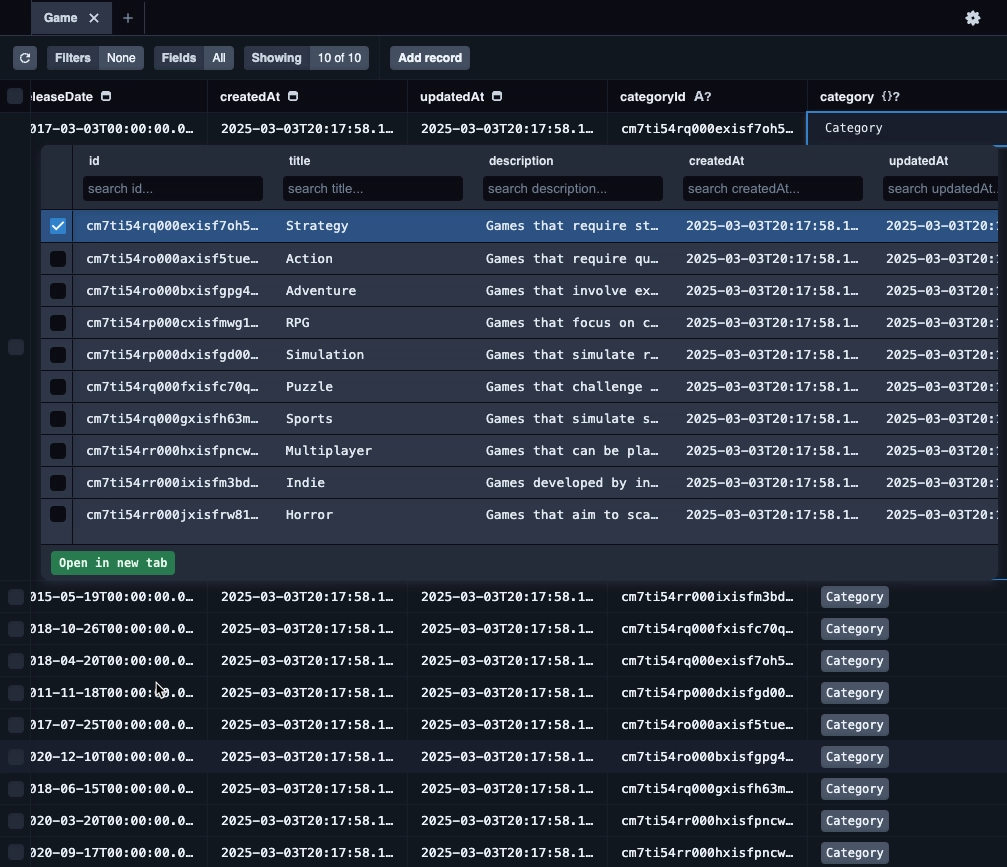 Game
Filters None Fields All Showing 10 of 10 Add record
eleaseDate createdAt updatedAt categoryId A? category {}?
017-03-03T00:00:00.0… 2025-03-03T20:17:58.1… 2025-03-03T20:17:58.1… cm7ti54rq000exisf7oh5… Category
id title description createdAt updatedAt
search id... search title... search description... search createdAt... search updatedAt..
cm7ti54rq000exisf7oh5… Strategy Games that require st… 2025-03-03T20:17:58.1… 2025-03-03T20:1
cm7ti54ro000axisf5tue… Action Games that require qu… 2025-03-03T20:17:58.1… 2025-03-03T20:1
cm7ti54ro000bxisfgpg4… Adventure Games that involve ex… 2025-03-03T20:17:58.1… 2025-03-03T20:1
cm7ti54rp000cxisfmwg1… RPG Games that focus on c… 2025-03-03T20:17:58.1… 2025-03-03T20:1
cm7ti54rp000dxisfgd00… Simulation Games that simulate r… 2025-03-03T20:17:58.1… 2025-03-03T20:1
cm7ti54rq000fxisfc70q… Puzzle Games that challenge … 2025-03-03T20:17:58.1… 2025-03-03T20:1
cm7ti54rq000gxisfh63m… Sports Games that simulate s… 2025-03-03T20:17:58.1… 2025-03-03T20:1
cm7ti54rr000hxisfpncw… Multiplayer Games that can be pla… 2025-03-03T20:17:58.1… 2025-03-03T20:1
cm7ti54rr000ixisfm3bd… Indie Games developed by in… 2025-03-03T20:17:58.1… 2025-03-03T20:1
cm7ti54rr000jxisfrw81… Horror Games that aim to sca… 2025-03-03T20:17:58.1… 2025-03-03T20:1
Open in new tab
015-05-19T00:00:00.0… 2025-03-03T20:17:58.1… 2025-03-03T20:17:58.1… cm7ti54rr000ixisfm3bd… Category
018-10-26T00:00:00.0… 2025-03-03T20:17:58.1… 2025-03-03T20:17:58.1… cm7ti54rq000fxisfc70q… Category
018-04-20T00:00:00.0… 2025-03-03T20:17:58.1… 2025-03-03T20:17:58.1… cm7ti54rq000exisf7oh5… Category
011-11-18T00:00:00.0… 2025-03-03T20:17:58.1… 2025-03-03T20:17:58.1… cm7ti54rp000dxisfgd00… Category
017-07-25T00:00:00.0… 2025-03-03T20:17:58.1… 2025-03-03T20:17:58.1… cm7ti54ro000axisf5tue… Category
020-12-10T00:00:00.0… 2025-03-03T20:17:58.1… 2025-03-03T20:17:58.1… cm7ti54ro000bxisfgpg4… Category
018-06-15T00:00:00.0… 2025-03-03T20:17:58.1… 2025-03-03T20:17:58.1… cm7ti54rq000gxisfh63m… Category
020-03-20T00:00:00.0… 2025-03-03T20:17:58.1… 2025-03-03T20:17:58.1… cm7ti54rr000hxisfpncw… Category
020-09-17T00:00:00.0… 2025-03-03T20:17:58.1… 2025-03-03T20:17:58.1… cm7ti54rr000hxisfpncw… Category